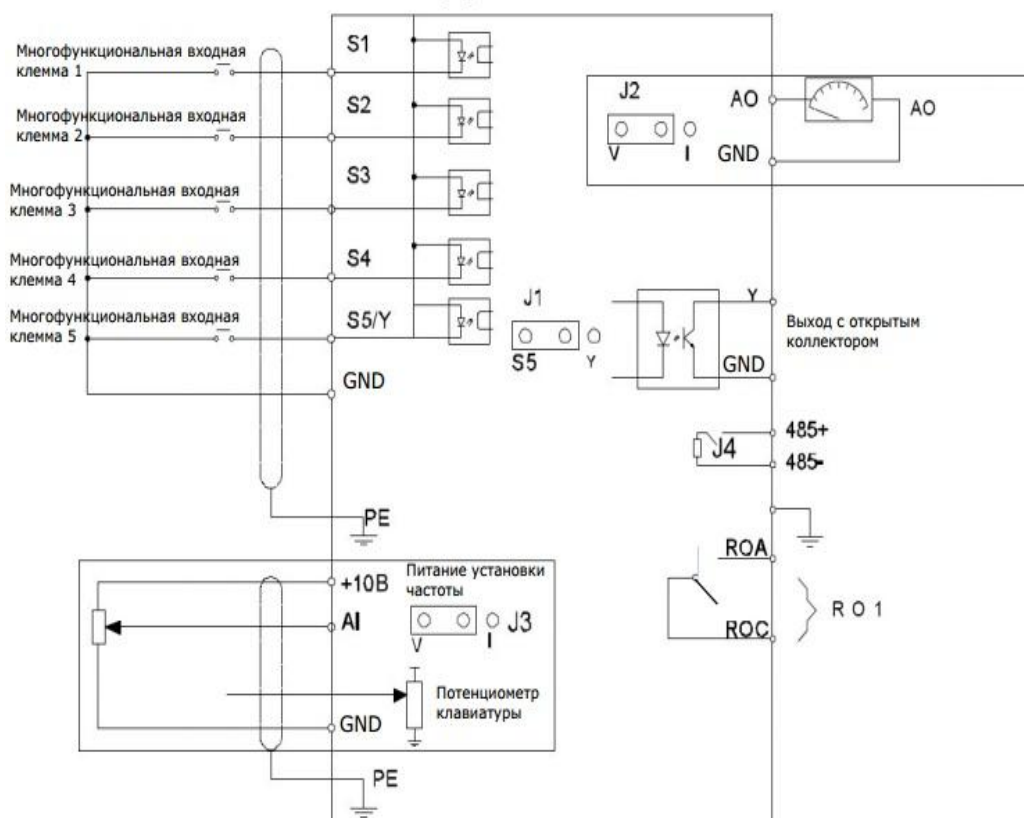 Многофункциональная входная
клемма 1
S1
Многофункциональная входная
клемма 2
S2
Многофункциональная входная
клемма 3
S3
Многофункциональная входная
клемма 4
S4
Многофункциональная входная
клемма 5
S5/Y
GND
PE
J2
V
I
AO
GND
AO
J1
S5
Y
Y
GND
Выход с открытым
коллектором
J4
485+
485-
ROA
ROC
RO1
+10В
AI
GND
Питание установки
частоты
J3
V
I
Потенциометр
клавиатуры
PE